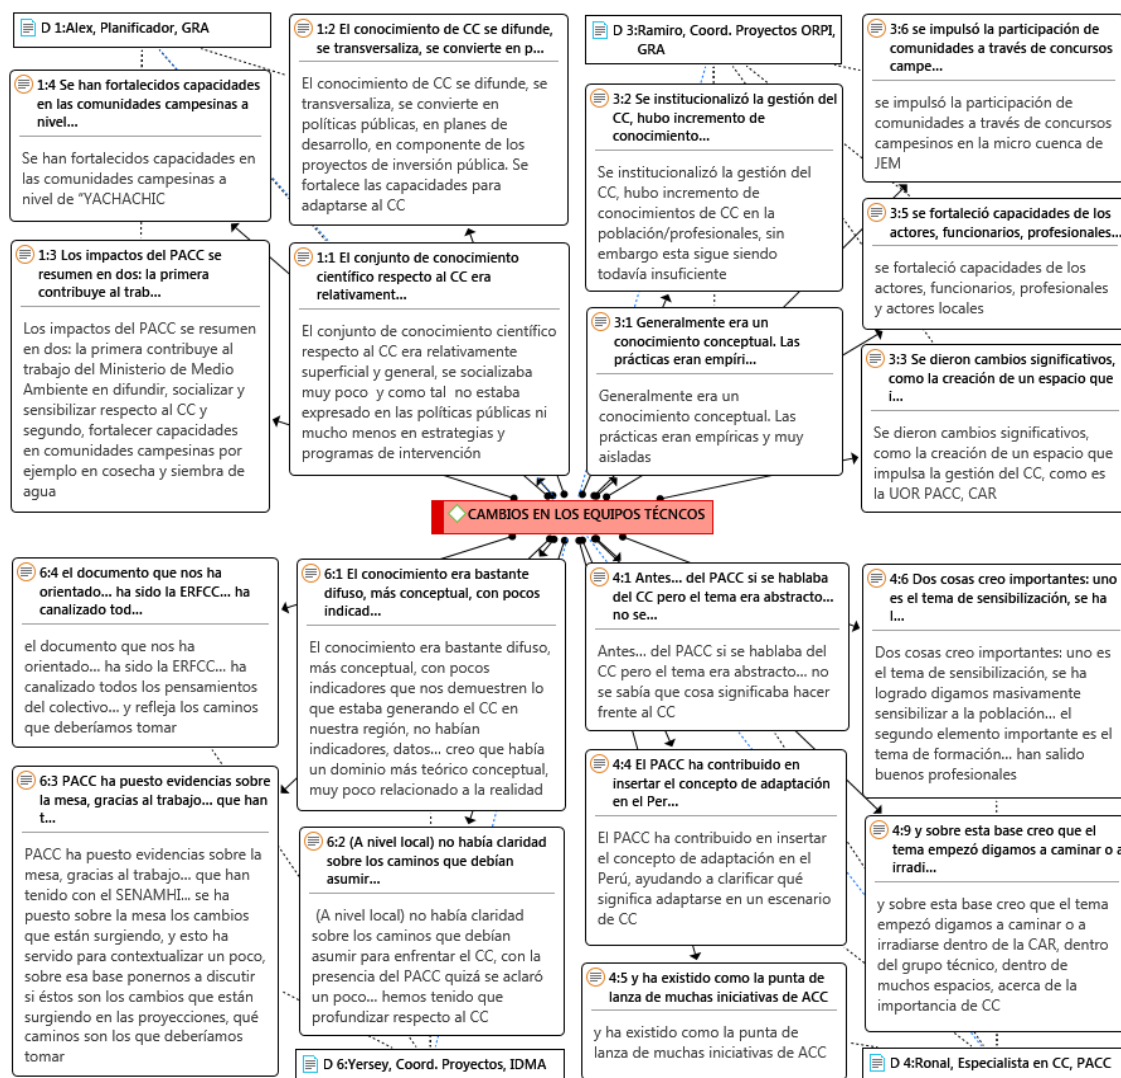 D 1:Alex, Planificador, GRA
1:4 Se han fortalecidos capacidades
en las comunidades campesinas a
nivel...
Se han fortalecidos capacidades en
las comunidades campesinas a
nivel de "YACHACHIC
1:3 Los impactos del PACC se
resumen en dos: la primera
contribuye al trab...
Los impactos del PACC se resumen
en dos: la primera contribuye al
trabajo del Ministerio de Medio
Ambiente en difundir, socializar y
sensibilizar respecto al CC y
segundo, fortalecer capacidades
en comunidades campesinas por
ejemplo en cosecha y siembra de
agua
1:2 El conocimiento de CC se difunde,
se transversaliza, se convierte en p...
El conocimiento de CC se difunde, se
transversaliza, se convierte en
políticas públicas, en planes de
desarrollo, en componente de los
proyectos de inversión pública. Se
fortalece las capacidades para
adaptarse al CC
1:1 El conjunto de conocimiento
científico respecto al CC era
relativament...
El conjunto de conocimiento científico
respecto al CC era relativamente
superficial y general, se socializaba
muy poco y como tal no estaba
expresado en las políticas públicas ni
mucho menos en estrategias y
programas de intervención
D 3:Ramiro, Coord. Proyectos ORPI,
GRA
3:2 Se institucionalizó la gestión del
CC, hubo incremento de
conocimiento...
Se institucionalizó la gestión del
CC, hubo incremento de
conocimientos de CC en la
población/profesionales, sin
embargo esta sigue siendo
todavía insuficiente
3:1 Generalmente era un
conocimiento conceptual. Las
prácticas eran empíri...
Generalmente era un
conocimiento conceptual. Las
prácticas eran empíricas y muy
aisladas
3:6 se impulsó la participación de
comunidades a través de concursos
campe...
se impulsó la participación de
comunidades a través de concursos
campesinos en la micro cuenca de
JEM
3:5 se fortaleció capacidades de los
actores, funcionarios, profesionales...
se fortaleció capacidades de los
actores, funcionarios, profesionales
y actores locales
3:3 Se dieron cambios significativos,
como la creación de un espacio que
i...
Se dieron cambios significativos,
como la creación de un espacio que
impulsa la gestión del CC, como es
la UOR PACC, CAR
CAMBIOS EN LOS EQUIPOS TÉCNCOS
6:4 el documento que nos ha
orientado... ha sido la ERFCC... ha
canalizado tod...
el documento que nos ha
orientado... ha sido la ERFCC... ha
canalizado todos los pensamientos
del colectivo... y refleja los caminos
que deberíamos tomar
6:3 PACC ha puesto evidencias sobre
la mesa, gracias al trabajo... que han
t...
PACC ha puesto evidencias sobre la
mesa, gracias al trabajo... que han
tenido con el SENAMHI... se ha
puesto sobre la mesa los cambios
que están surgiendo, y esto ha
servido para contextualizar un poco,
sobre esa base ponernos a discutir
si éstos son los cambios que están
surgiendo en las proyecciones, qué
caminos son los que deberíamos
tomar
6:1 El conocimiento era bastante
difuso, más conceptual, con pocos
indicad...
El conocimiento era bastante difuso,
más conceptual, con pocos
indicadores que nos demuestren lo
que estaba generando el CC en
nuestra región, no habían
indicadores, datos... creo que había
un dominio más teórico conceptual,
muy poco relacionado a la realidad
6:2 (A nivel local) no había claridad
sobre los caminos que debían
asumir...
(A nivel local) no había claridad
sobre los caminos que debían
asumir para enfrentar el CC, con la
presencia del PACC quizá se aclaró
un poco... hemos tenido que
profundizar respecto al CC
D 6:Yersey, Coord. Proyectos, IDMA
4:1 Antes... del PACC si se hablaba
del CC pero el tema era abstracto...
no se...
Antes... del PACC si se hablaba del
CC pero el tema era abstracto... no
se sabía que cosa significaba hacer
frente al CC
4:4 El PACC ha contribuido en
insertar el concepto de adaptación
en el Per...
El PACC ha contribuido en insertar
el concepto de adaptación en el
Perú, ayudando a clarificar qué
significa adaptarse en un escenario
de CC
4:5 y ha existido como la punta de
lanza de muchas iniciativas de ACC
y ha existido como la punta de
lanza de muchas iniciativas de ACC
4:6 Dos cosas creo importantes: uno
es el tema de sensibilización, se ha
l...
Dos cosas creo importantes: uno es
el tema de sensibilización, se ha
logrado digamos masivamente
sensibilizar a la población... el
segundo elemento importante es el
tema de formación... han salido
buenos profesionales
4:9 y sobre esta base creo que el
tema empezó digamos a caminar o a
irradi...
y sobre esta base creo que el tema
empezó digamos a caminar o a
irradiarse dentro de la CAR, dentro
del grupo técnico, dentro de
muchos espacios, acerca de la
importancia de CC
D 4:Ronal, Especialista en CC, PACC